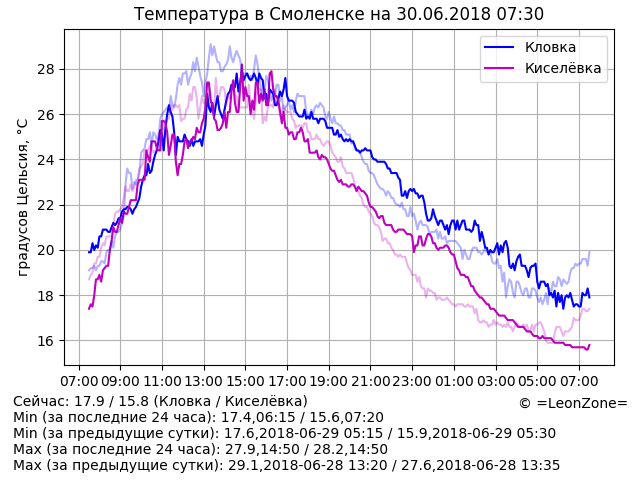 Температура в Смоленске на 30.06.2018 07:30
Кловка
Киселёвка
градусов Цельсия, °C
28
26
24
22
20
18
16
07:00 09:00 11:00 13:00 15:00 17:00 19:00 21:00 23:00 01:00 03:00 05:00 07:00
Сейчас: 17.9 / 15.8 (Кловка / Киселёвка)
© =LeonZone=
Min (за последние 24 часа): 17.4,06:15 / 15.6,07:20
Min (за предыдущие сутки): 17.6,2018-06-29 05:15 / 15.9,2018-06-29 05:30
Max (за последние 24 часа): 27.9,14:50 / 28.2,14:50
Max (за предыдущие сутки): 29.1,2018-06-28 13:20 / 27.6,2018-06-28 13:35